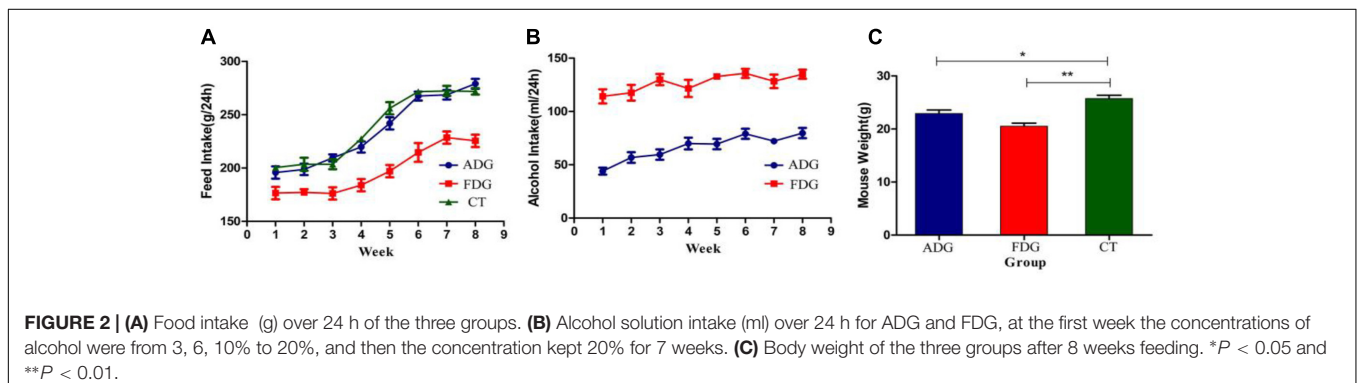 A
B
C
300
250
200
150
Feed Intake(g/24h)
ADG
FDG
CT
0 1 2 3 4 5 6 7 8 9
Week
150
100
50
0
Alcohol Intake(ml/24h)
ADG
FDG
0 1 2 3 4 5 6 7 8 9
Week
*
**
30
20
10
0
Mouse Weight(g)
ADG FDG CT
Group
FIGURE 2 | (A) Food intake (g) over 24 h of the three groups. (B) Alcohol solution intake (ml) over 24 h for ADG and FDG, at the first week the concentrations of
alcohol were from 3, 6, 10% to 20%, and then the concentration kept 20% for 7 weeks. (C) Body weight of the three groups after 8 weeks feeding. *P < 0.05 and
**P < 0.01.